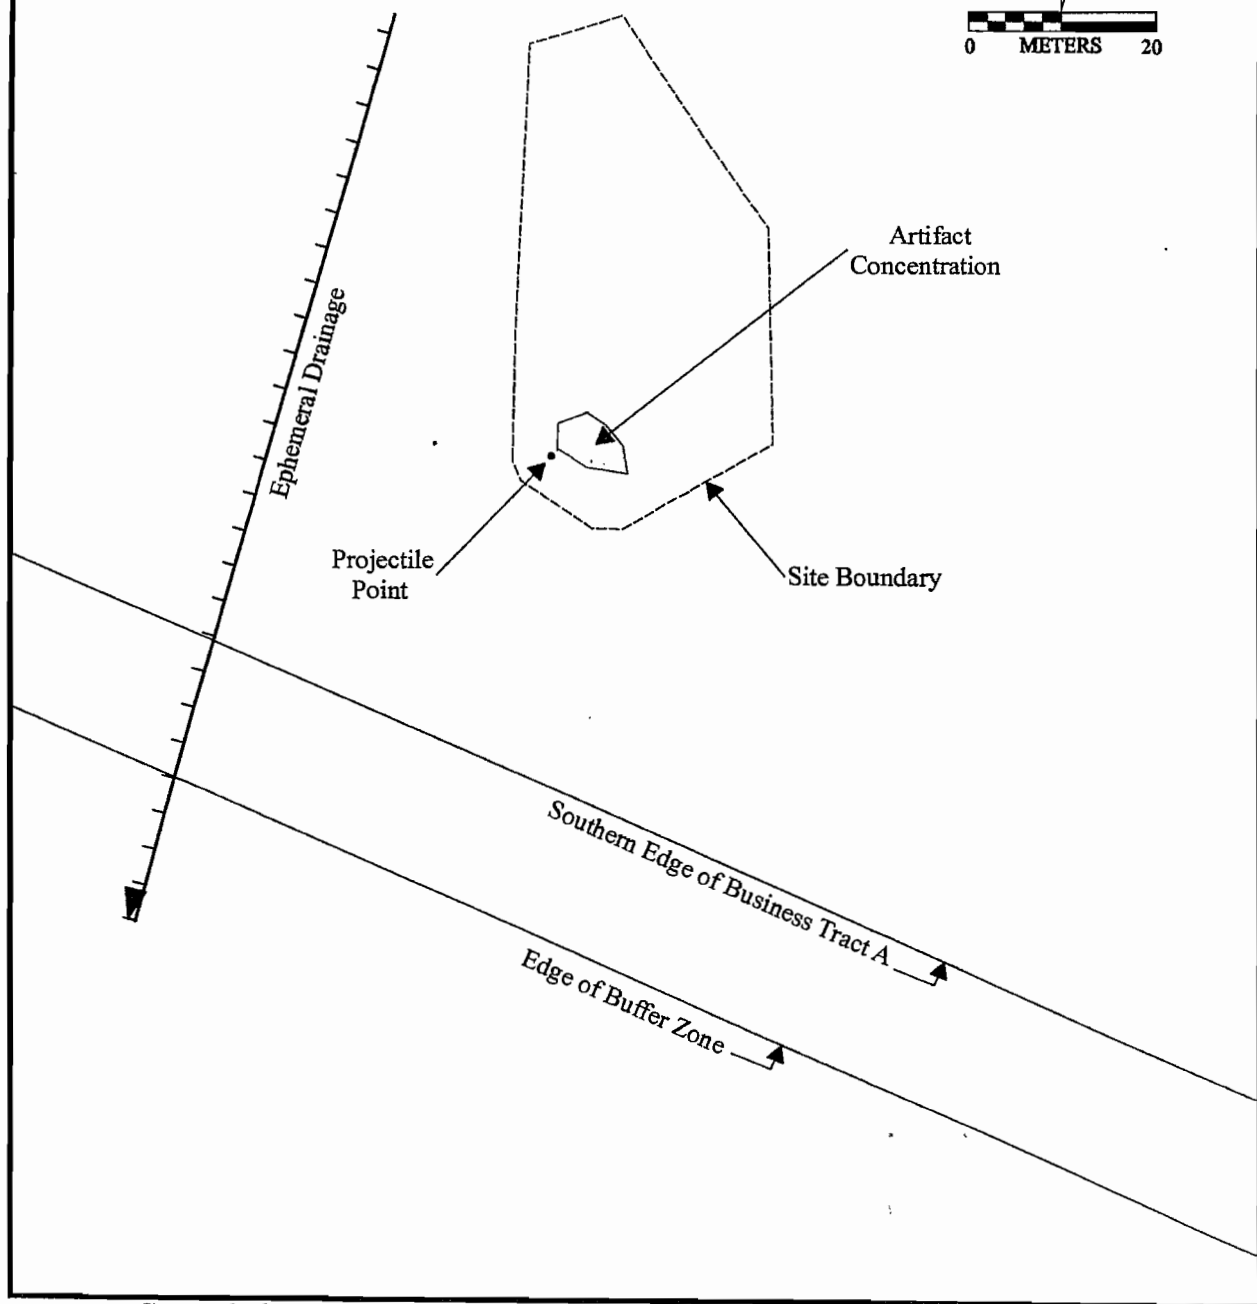 0 METERS 20
Artifact
Concentration
Ephemeral Drainage
Projectile
Point
Site Boundary
Southern Edge of Business Tract A
Edge of Buffer Zone